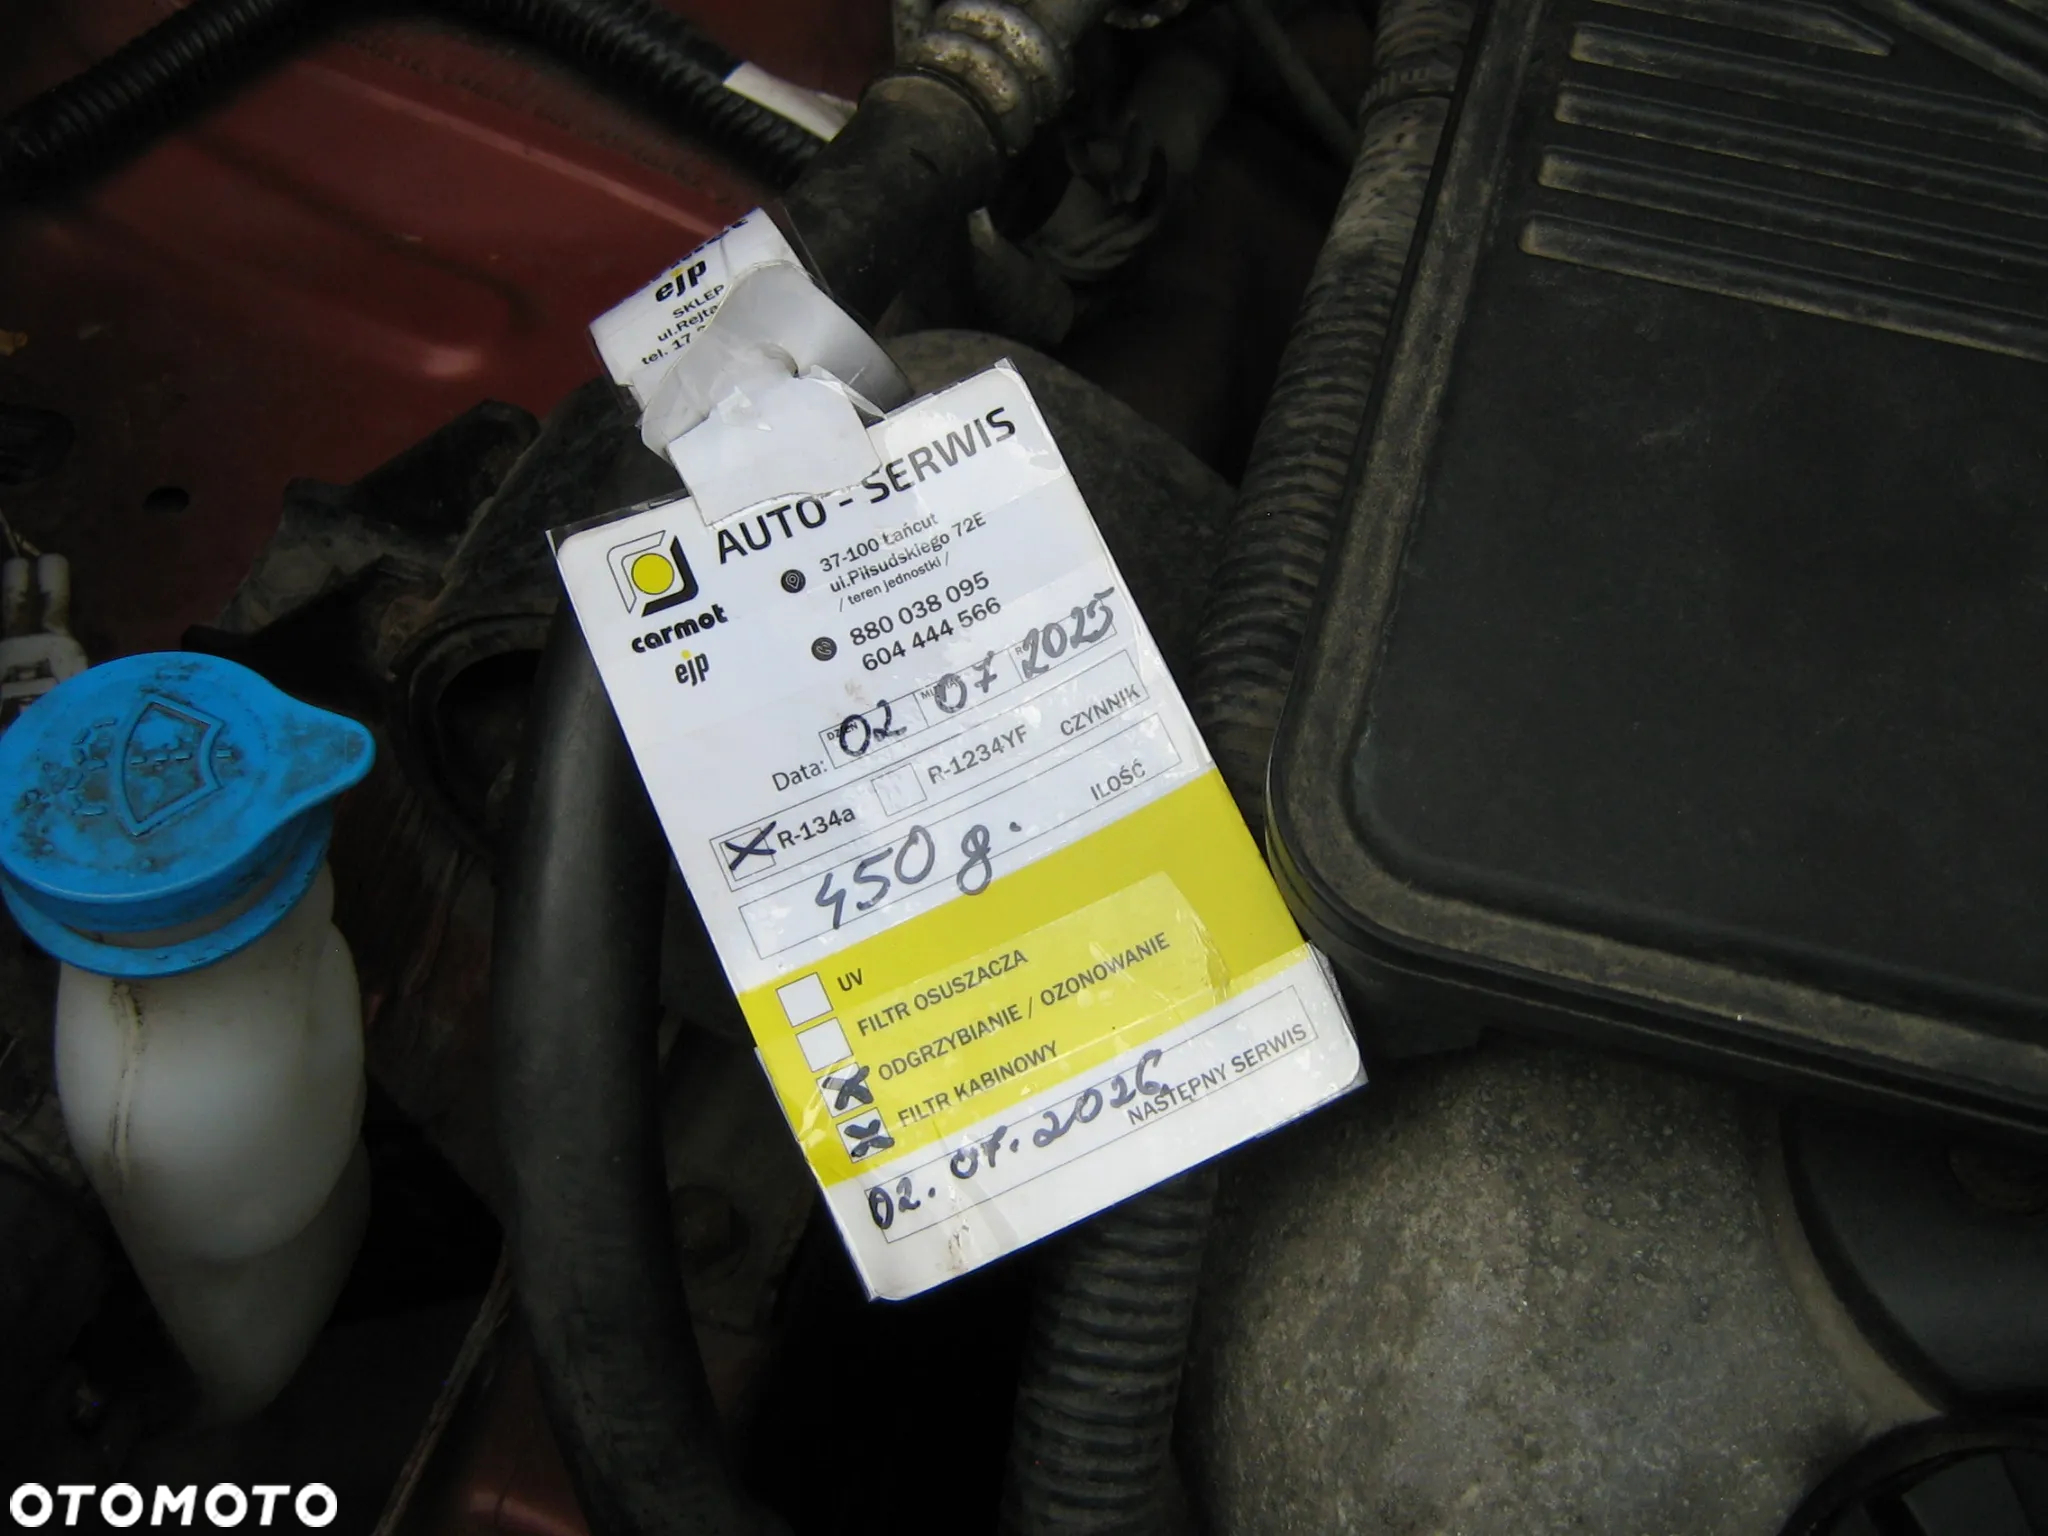 ejp
SKLEP
ul.Rejta
tel. 17
AUTO - SERWIS
carmot
ejp
37-100 Łańcut
ul.Piłsudskiego 72E
/ teren jednostki /
880 038 095
604 444 566
Data: DZIEŃ 02 07 2025
R-134a R-1234YF CZYNNIK
450 g. ILOŚĆ
UV
FILTR OSUSZACZA
ODGRZYBIANIE / OZONOWANIE
FILTR KABINOWY
02. 07. 2026 NASTĘPNY SERWIS
OTOMOTO